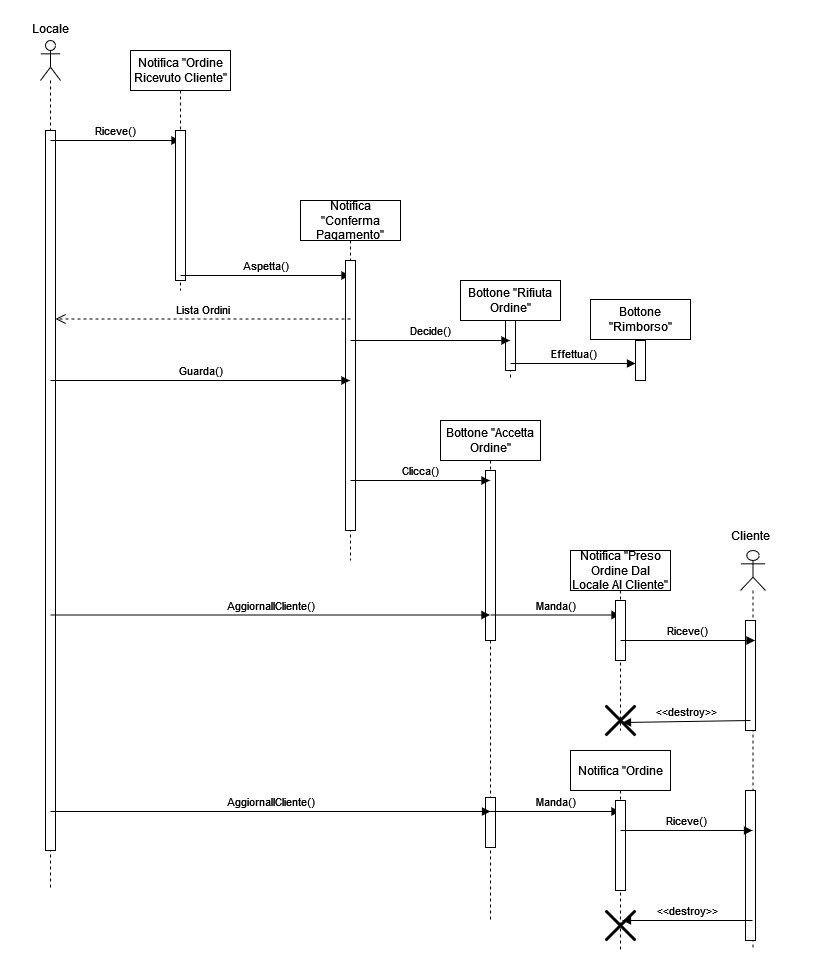 Locale
Notifica "Ordine
Ricevuto Cliente"
Riceve()
Notifica
"Conferma
Pagamento"
Aspetta()
Bottone "Rifiuta
Ordine"
Bottone
"Rimborso"
Lista Ordini
Decide()
Effettua()
Guarda()
Bottone "Accetta
Ordine"
Clicca()
Cliente
Notifica "Preso
Ordine Dal
Locale Al Cliente"
AggiornaIlCliente()
Manda()
Riceve()
<<destroy>>
Notifica "Ordine
AggiornaIlCliente()
Manda()
Riceve()
<<destroy>>